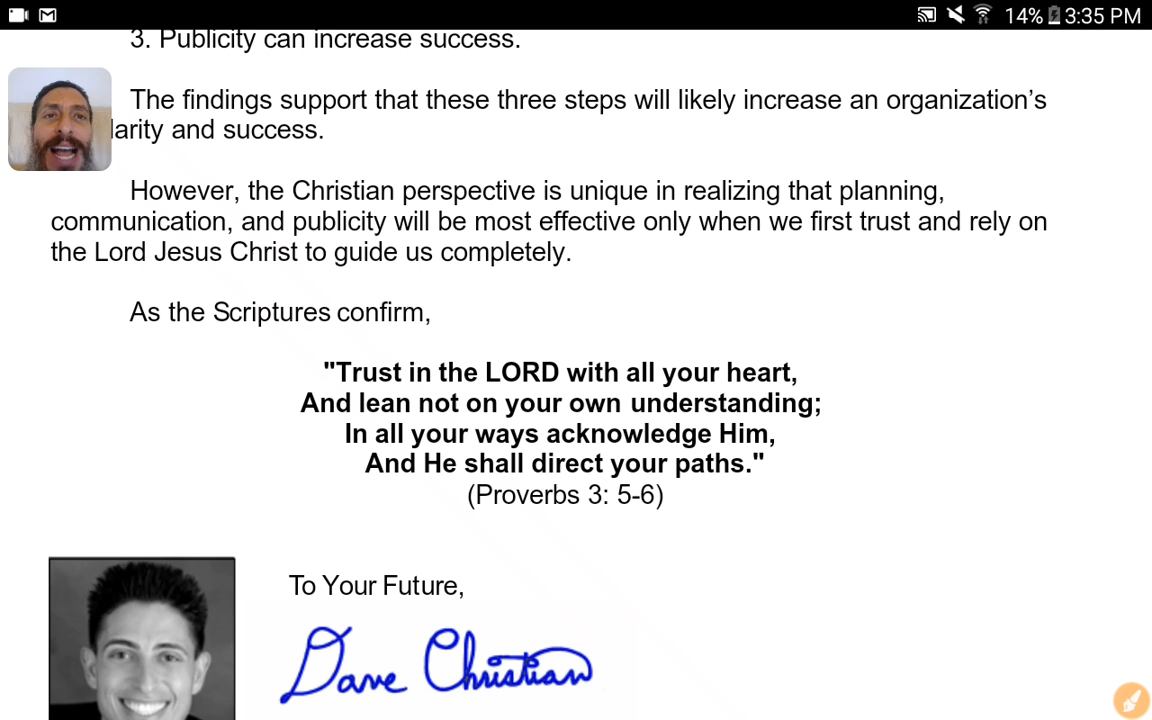 14% 3:35 PM
3. Publicity can increase success.
The findings support that these three steps will likely increase an organization’s
larity and success.
However, the Christian perspective is unique in realizing that planning,
communication, and publicity will be most effective only when we first trust and rely on
the Lord Jesus Christ to guide us completely.
As the Scriptures confirm,
"Trust in the LORD with all your heart,
And lean not on your own understanding;
In all your ways acknowledge Him,
And He shall direct your paths."
(Proverbs 3: 5-6)
To Your Future,
Dave Christian